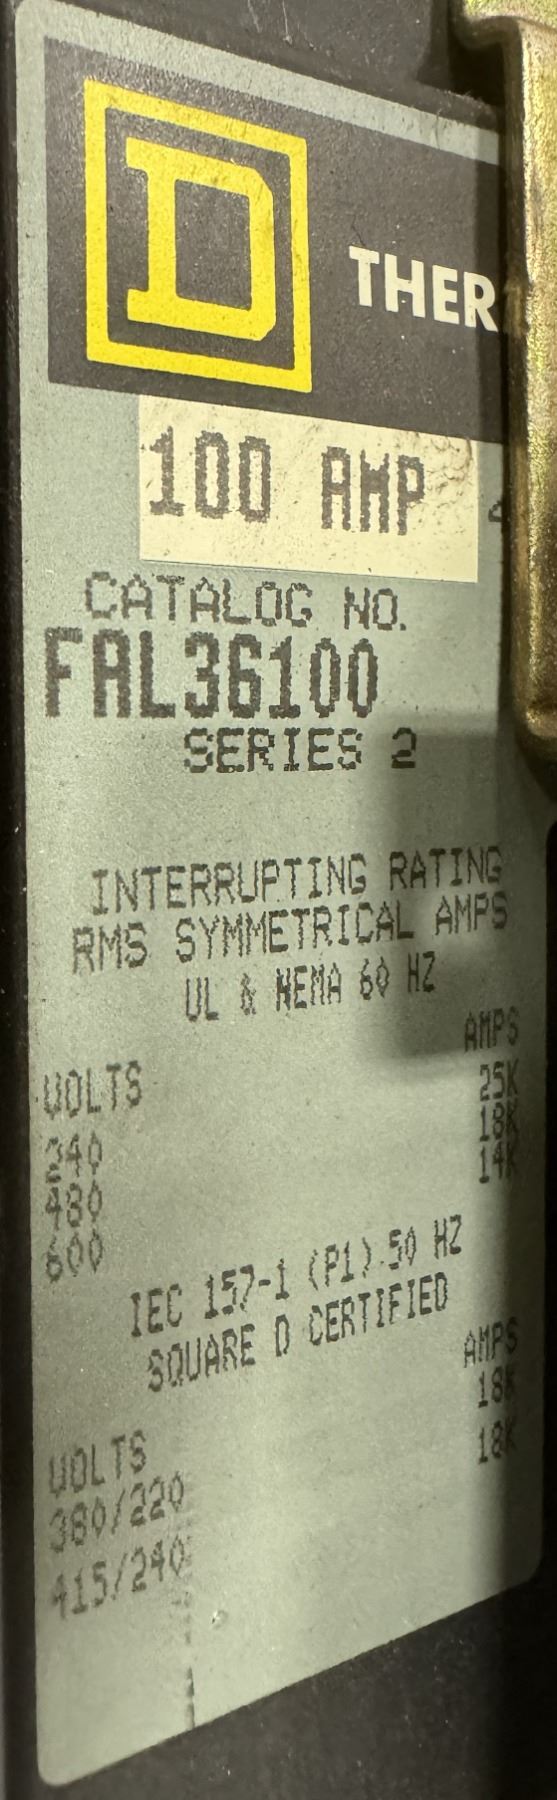 D
THER
100 AMP
CATALOG NO.
FAL36100
SERIES 2
INTERRUPTING RATING
RMS SYMMETRICAL AMPS
UL & NEMA 60 HZ
VOLTS AMPS
240 25K
480 18K
600 14K
IEC 157-1 (P1) 50 HZ
SQUARE D CERTIFIED
VOLTS AMPS
380/220 18K
415/240 18K